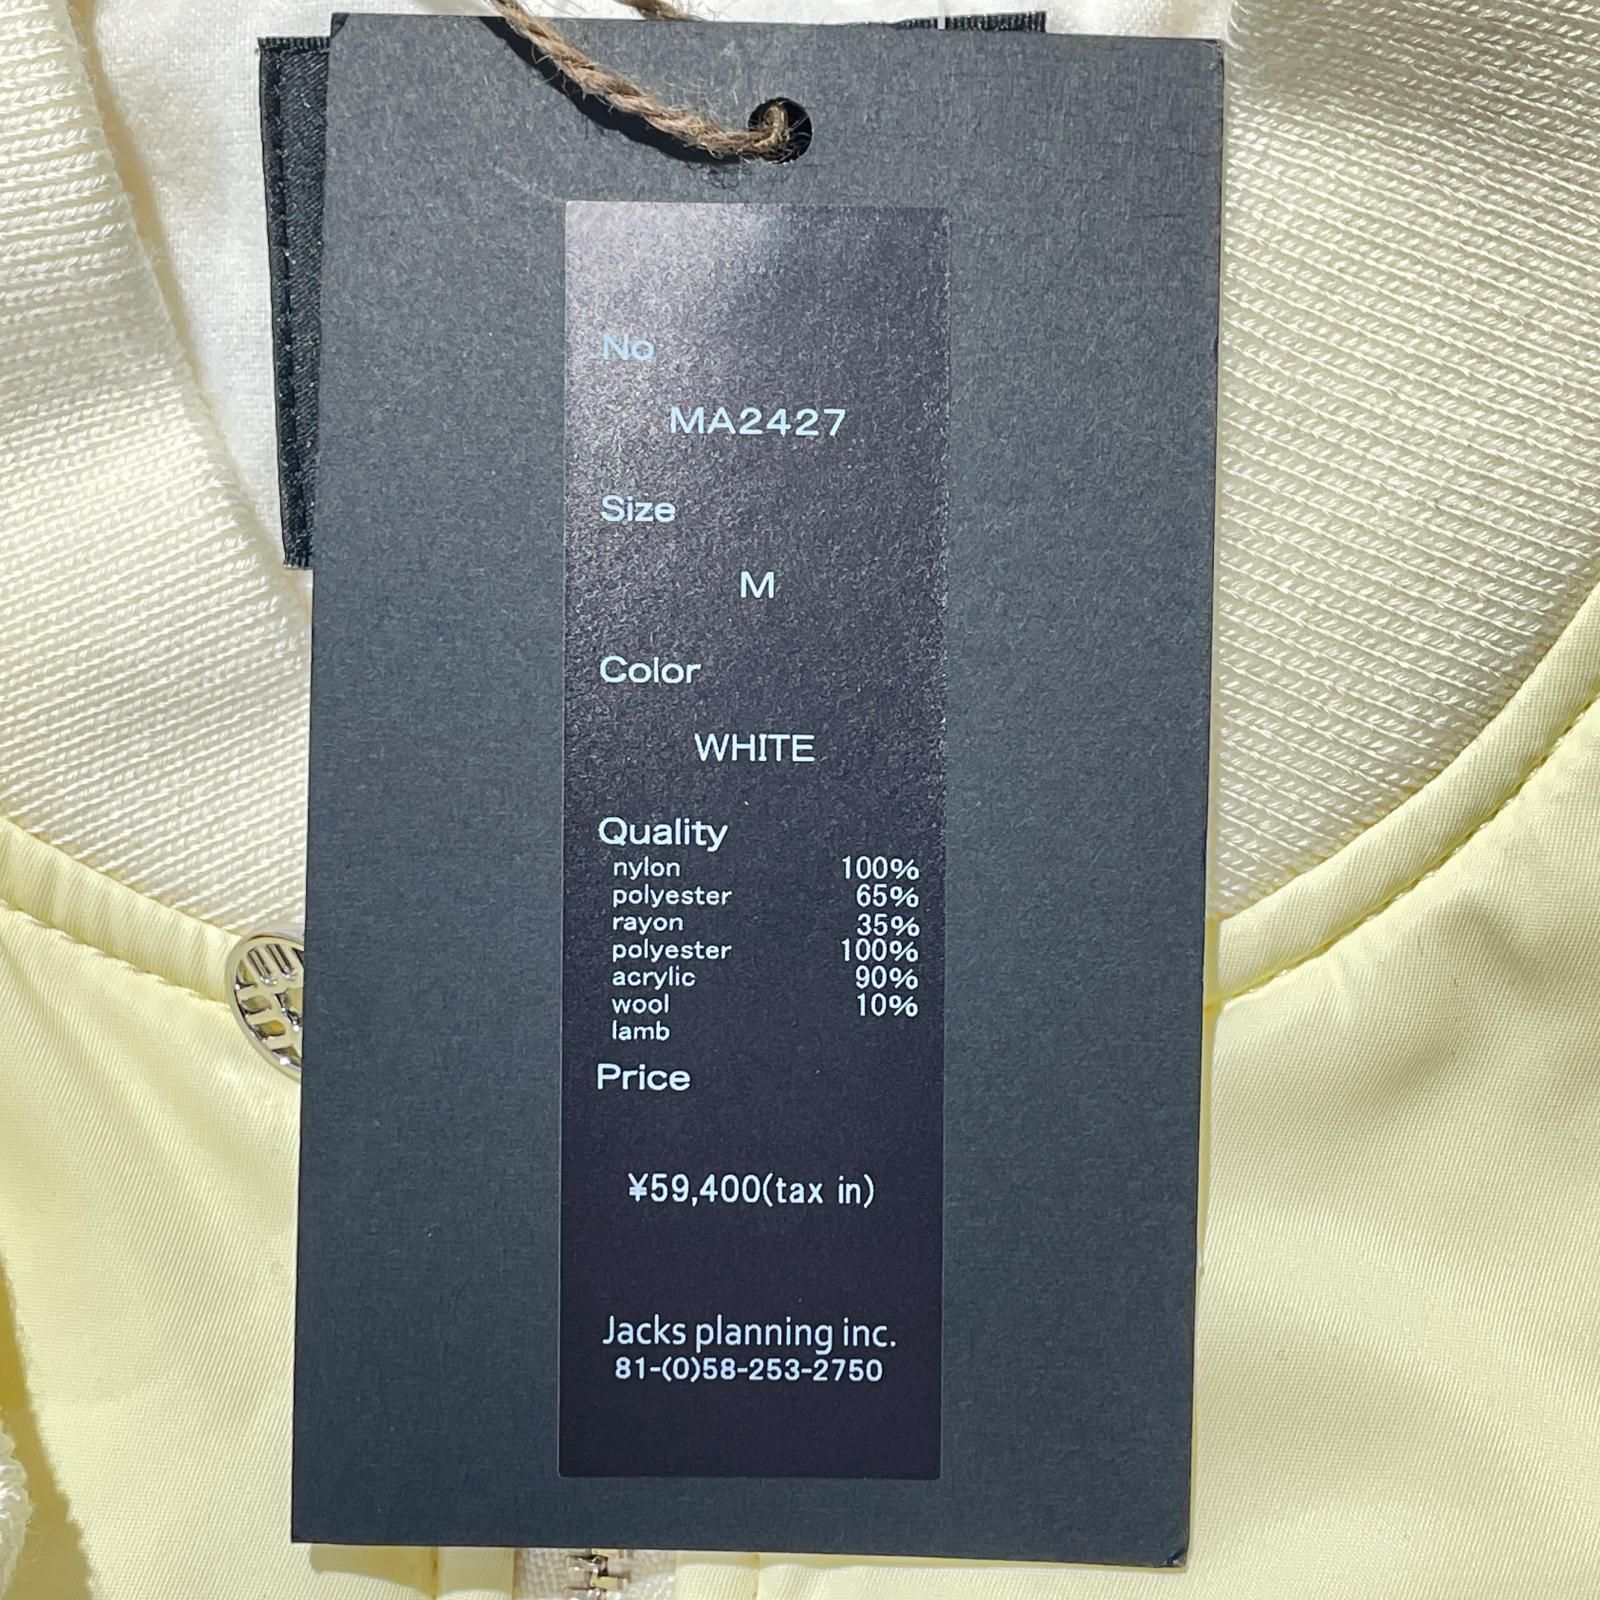 No
MA2427
Size
M
Color
WHITE
Quality
nylon 100%
polyester 65%
rayon 35%
polyester 100%
acrylic 90%
wool 10%
lamb
Price
¥59,400(tax in)
Jacks planning inc.
81-(0)58-253-2750